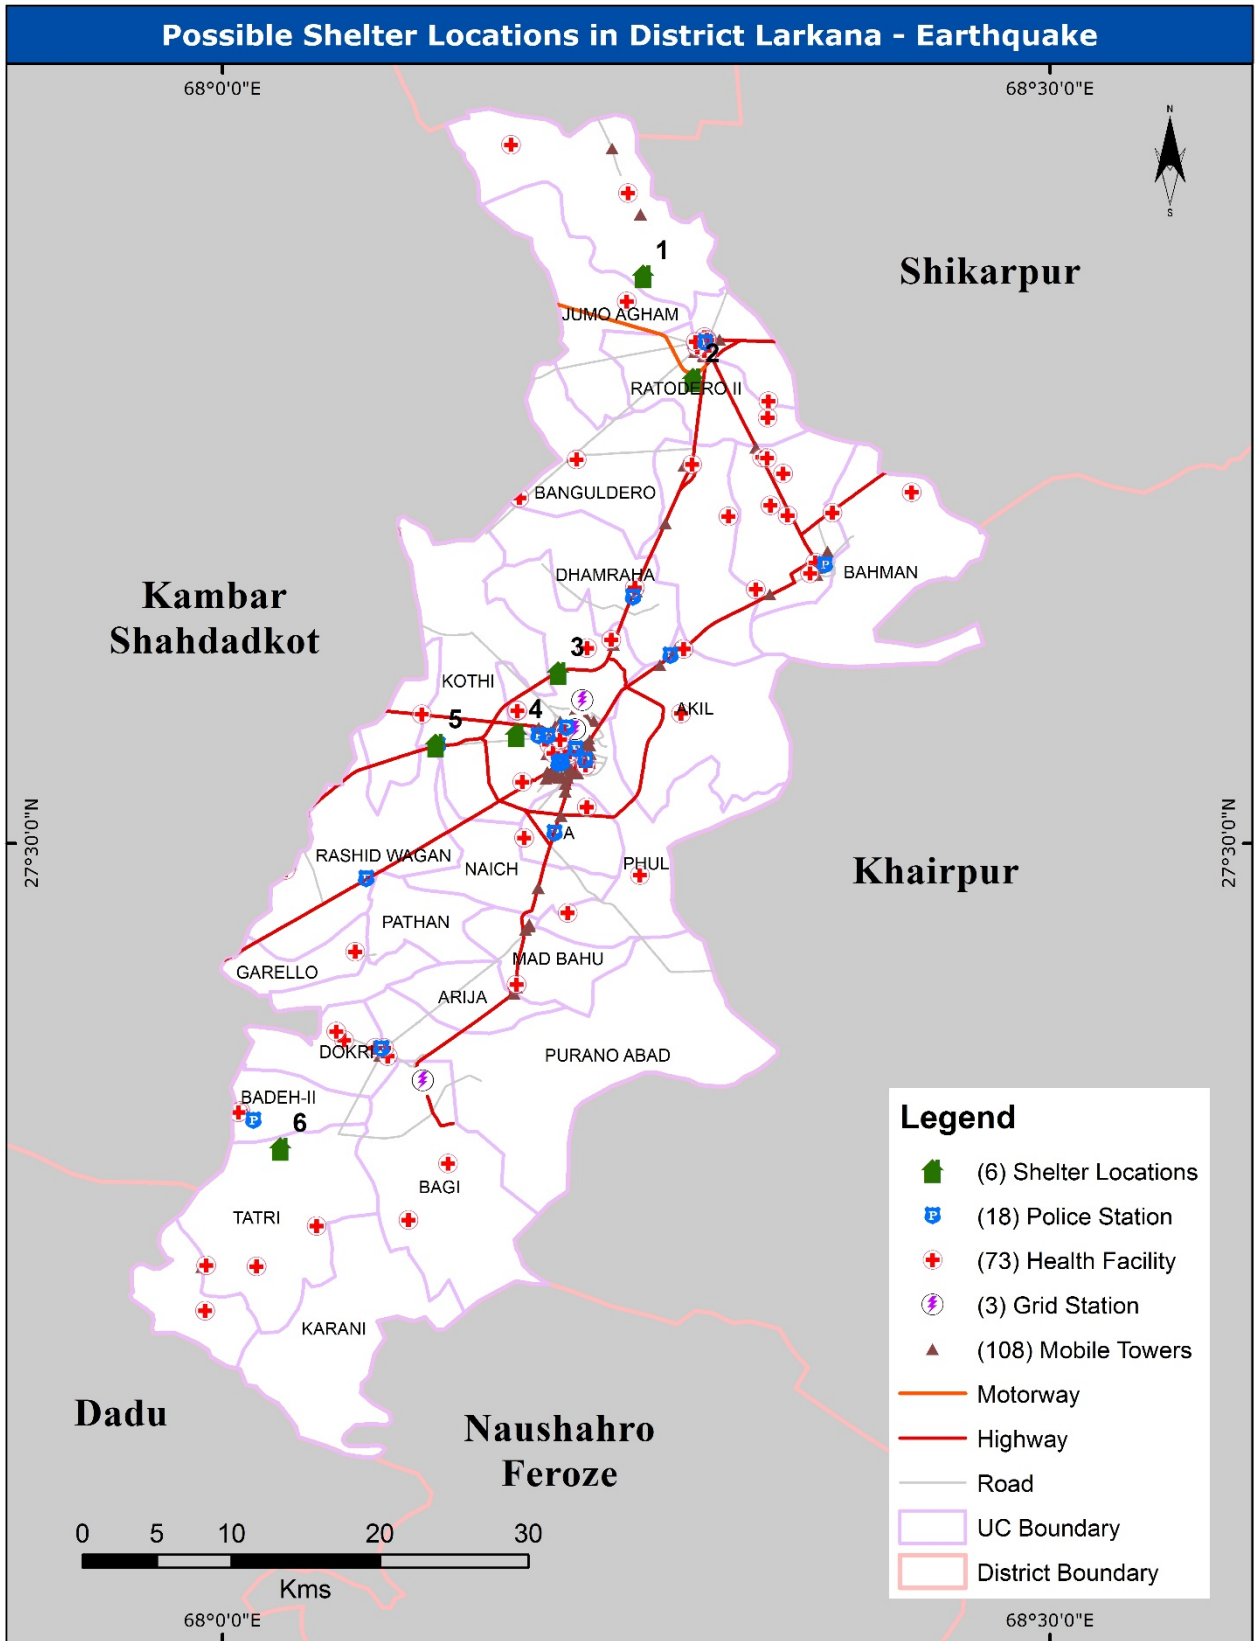 Possible Shelter Locations in District Larkana - Earthquake
68°0'0"E
68°30'0"E
N
S
1
Shikarpur
JUMO AGHAM
2
RATODERO II
BANGULDERO
DHAMRAHA
BAHMAN
Kambar
Shahdadkot
3
KOTHI
4
AKIL
5
27°30'0"N
27°30'0"N
RASHID WAGAN
NAICH
PHUL
Khairpur
PATHAN
GARELLO
MAD BAHU
ARIJA
DOKRI
PURANO ABAD
BADEH-II
6
BAGI
TATRI
KARANI
Dadu
Naushahro
Feroze
Legend
(6) Shelter Locations
P
(18) Police Station
(73) Health Facility
(3) Grid Station
(108) Mobile Towers
Motorway
Highway
Road
UC Boundary
District Boundary
0 5 10 20 30
Kms
68°0'0"E
68°30'0"E